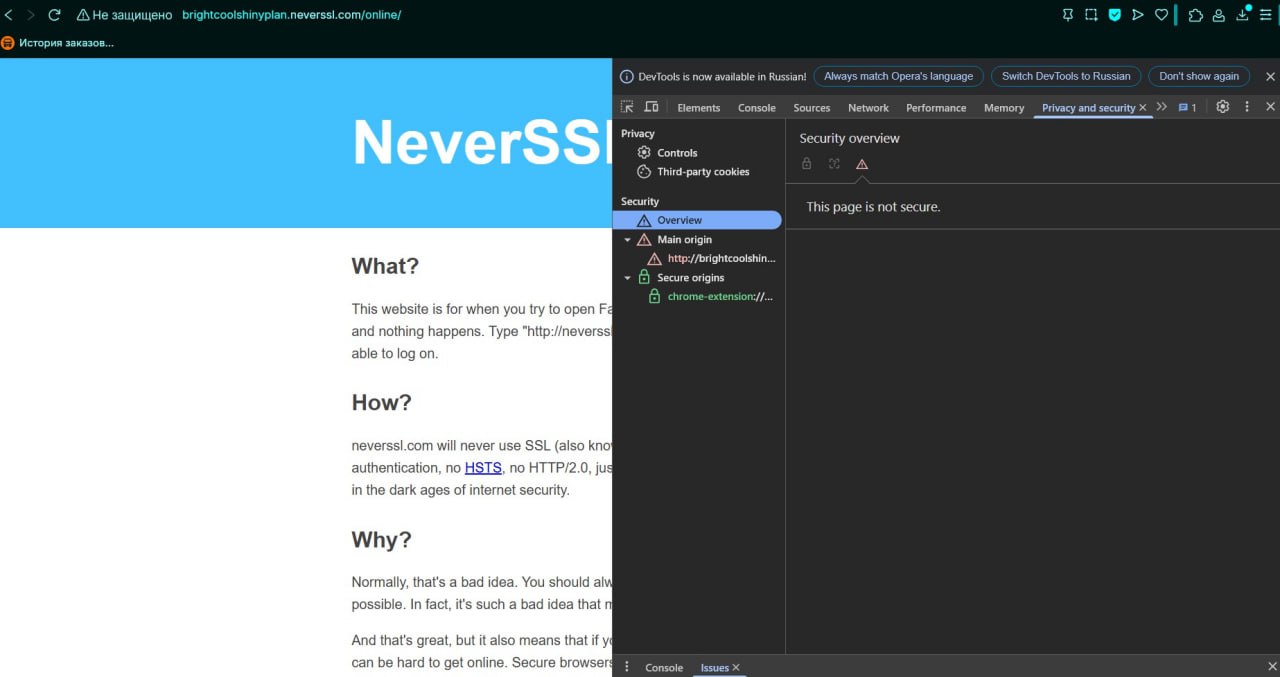 Не защищено brightcoolshinyplan.neverssl.com/online/
История заказов...
DevTools is now available in Russian! Always match Opera's language Switch DevTools to Russian Don't show again
Elements Console Sources Network Performance Memory Privacy and security 1
NeverSSL
What?
This website is for when you try to open Fa
and nothing happens. Type "http://neverssl
able to log on.
How?
neverssl.com will never use SSL (also know
authentication, no HSTS, no HTTP/2.0, jus
in the dark ages of internet security.
Why?
Normally, that's a bad idea. You should alw
possible. In fact, it's such a bad idea that m
And that's great, but it also means that if yo
can be hard to get online. Secure browsers
Privacy
Controls
Third-party cookies
Security
Overview
Main origin
http://brightcoolshin...
Secure origins
chrome-extension://...
Security overview
This page is not secure.
Console Issues